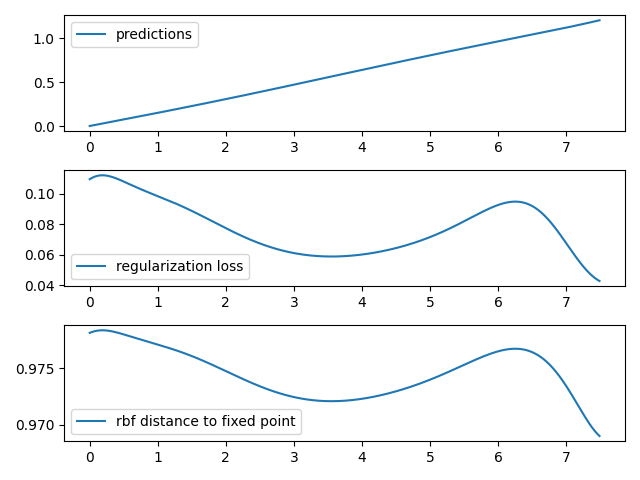 predictions
1.0
0.5
0.0
0 1 2 3 4 5 6 7
0.10
0.08
0.06
0.04
regularization loss
0 1 2 3 4 5 6 7
0.975
0.970
rbf distance to fixed point
0 1 2 3 4 5 6 7